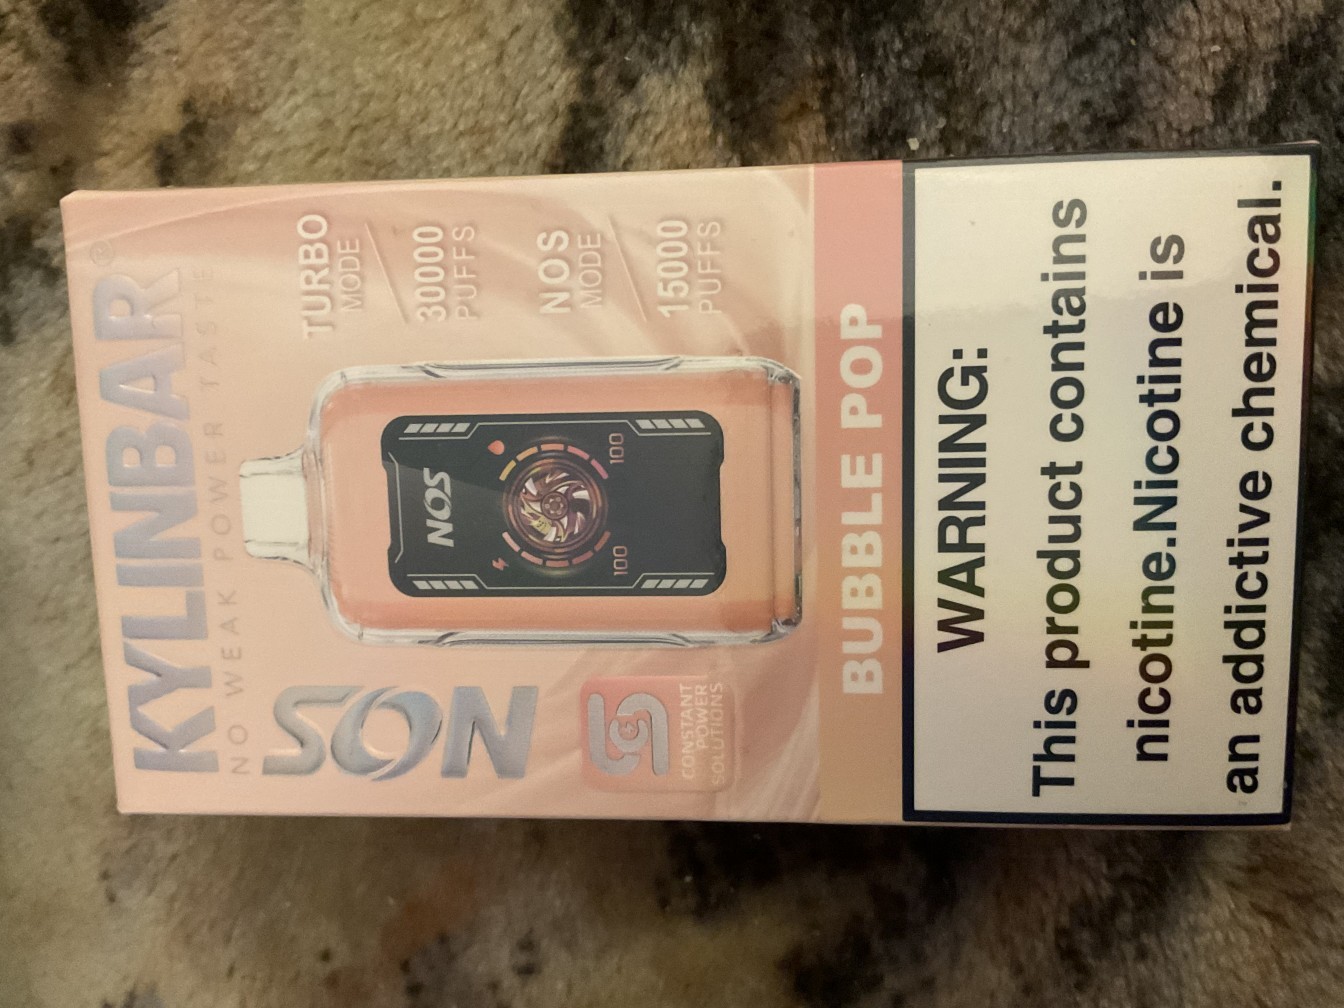 KYLINBAR®
NO WEAK POWER TASTE
NOS
TURBO
MODE
30000
PUFFS
NOS
MODE
15000
PUFFS
NOS
100
100
CONSTANT
POWER
SOLUTIONS
BUBBLE POP
WARNING:
This product contains
nicotine.Nicotine is
an addictive chemical.